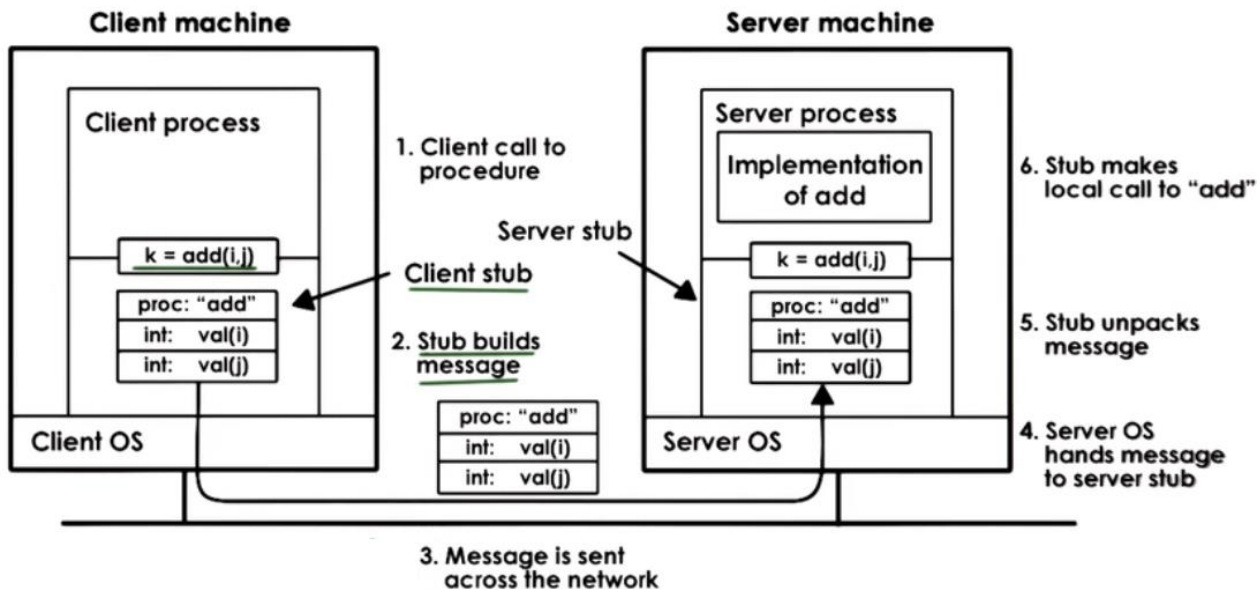 Client machine
Server machine
Client process
1. Client call to
procedure
k = add(i,j)
Client stub
proc: “add”
int: val(i)
int: val(j)
2. Stub builds
message
Client OS
proc: “add”
int: val(i)
int: val(j)
3. Message is sent
across the network
Server process
Implementation
of add
Server stub
k = add(i,j)
proc: “add”
int: val(i)
int: val(j)
Server OS
4. Server OS
hands message
to server stub
5. Stub unpacks
message
6. Stub makes
local call to “add”